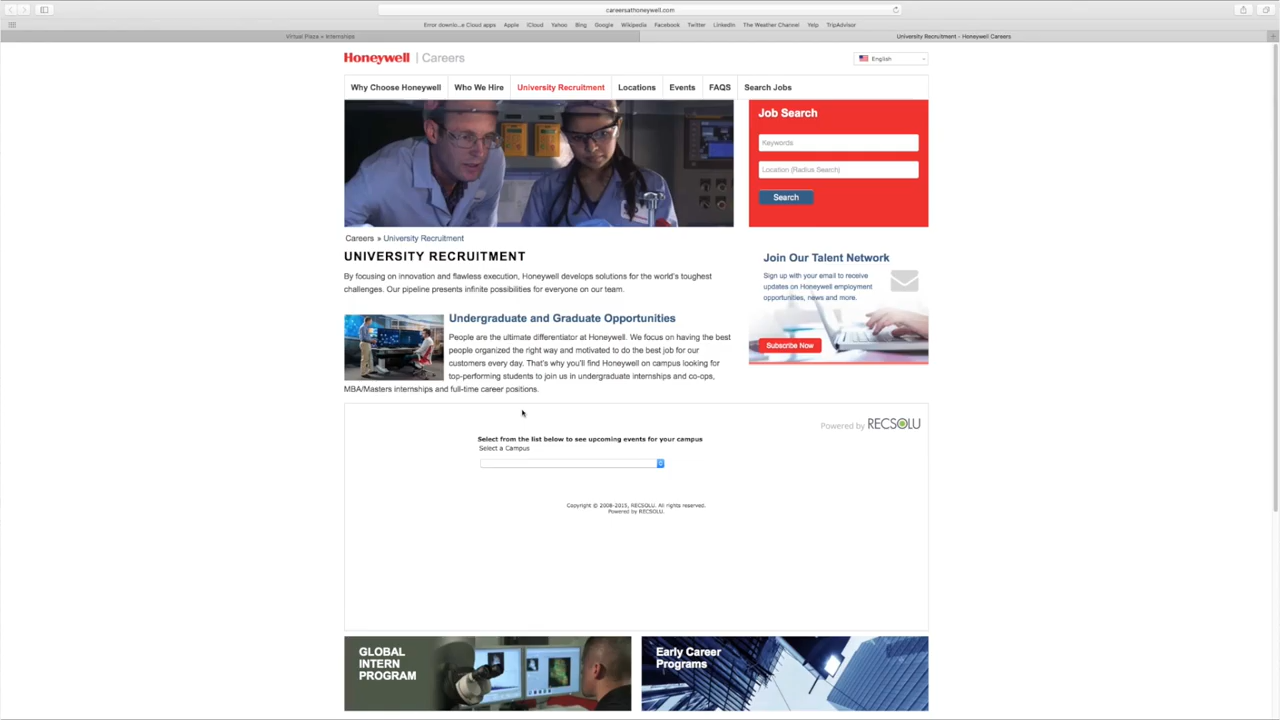 careersathoneywell.com
Error downlo...e Cloud apps Apple iCloud Yahoo Bing Google Wikipedia Facebook Twitter LinkedIn The Weather Channel Yelp TripAdvisor
Virtual Plaza » Internships
University Recruitment - Honeywell Careers
Honeywell | Careers
English
Why Choose Honeywell Who We Hire University Recruitment Locations Events FAQS Search Jobs
Job Search
Keywords
Location (Radius Search)
Search
Careers » University Recruitment
UNIVERSITY RECRUITMENT
By focusing on innovation and flawless execution, Honeywell develops solutions for the world's toughest
challenges. Our pipeline presents infinite possibilities for everyone on our team.
Join Our Talent Network
Sign up with your email to receive
updates on Honeywell employment
opportunities, news and more.
Subscribe Now
Undergraduate and Graduate Opportunities
People are the ultimate differentiator at Honeywell. We focus on having the best
people organized the right way and motivated to do the best job for our
customers every day. That's why you'll find Honeywell on campus looking for
top-performing students to join us in undergraduate internships and co-ops,
MBA/Masters internships and full-time career positions.
Powered by RECSOLU
Select from the list below to see upcoming events for your campus
Select a Campus
Copyright © 2008-2015, RECSOLU. All rights reserved.
Powered by RECSOLU.
GLOBAL
INTERN
PROGRAM
Early Career
Programs